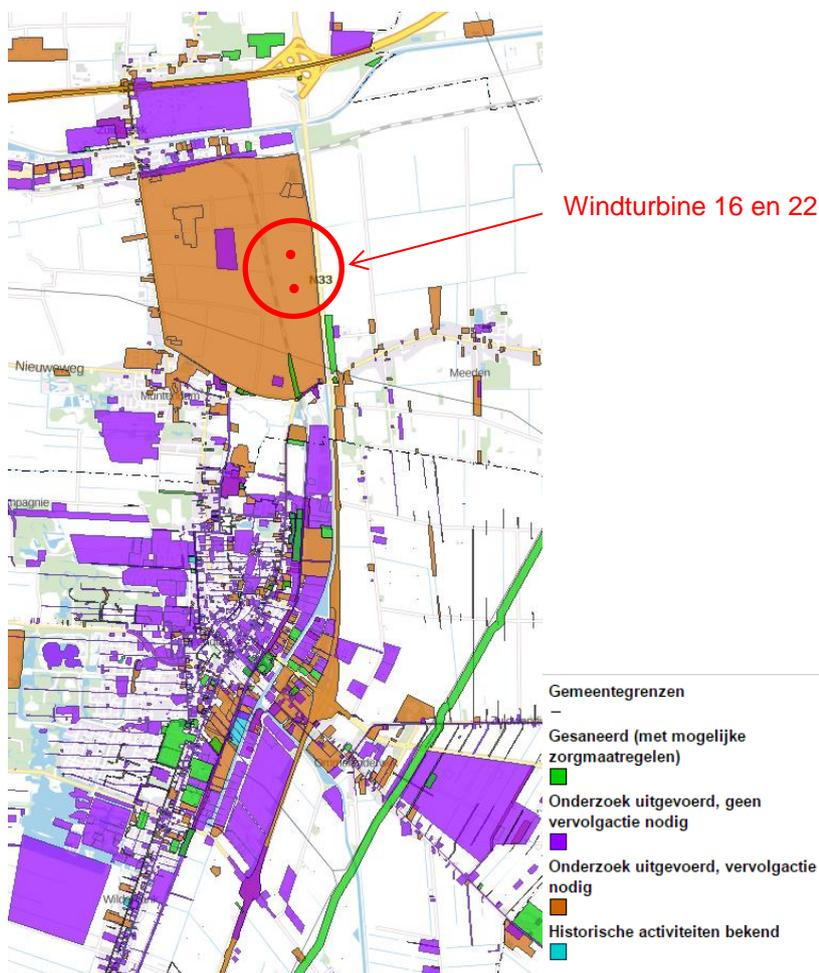 Windturbine 16 en 22
N33
Nieuweweg
Meeden
Gemeentegrenzen
Gesaneerd (met mogelijke
zorgmaatregelen)
Onderzoek uitgevoerd, geen
vervolgactie nodig
Onderzoek uitgevoerd, vervolgactie
nodig
Historische activiteiten bekend